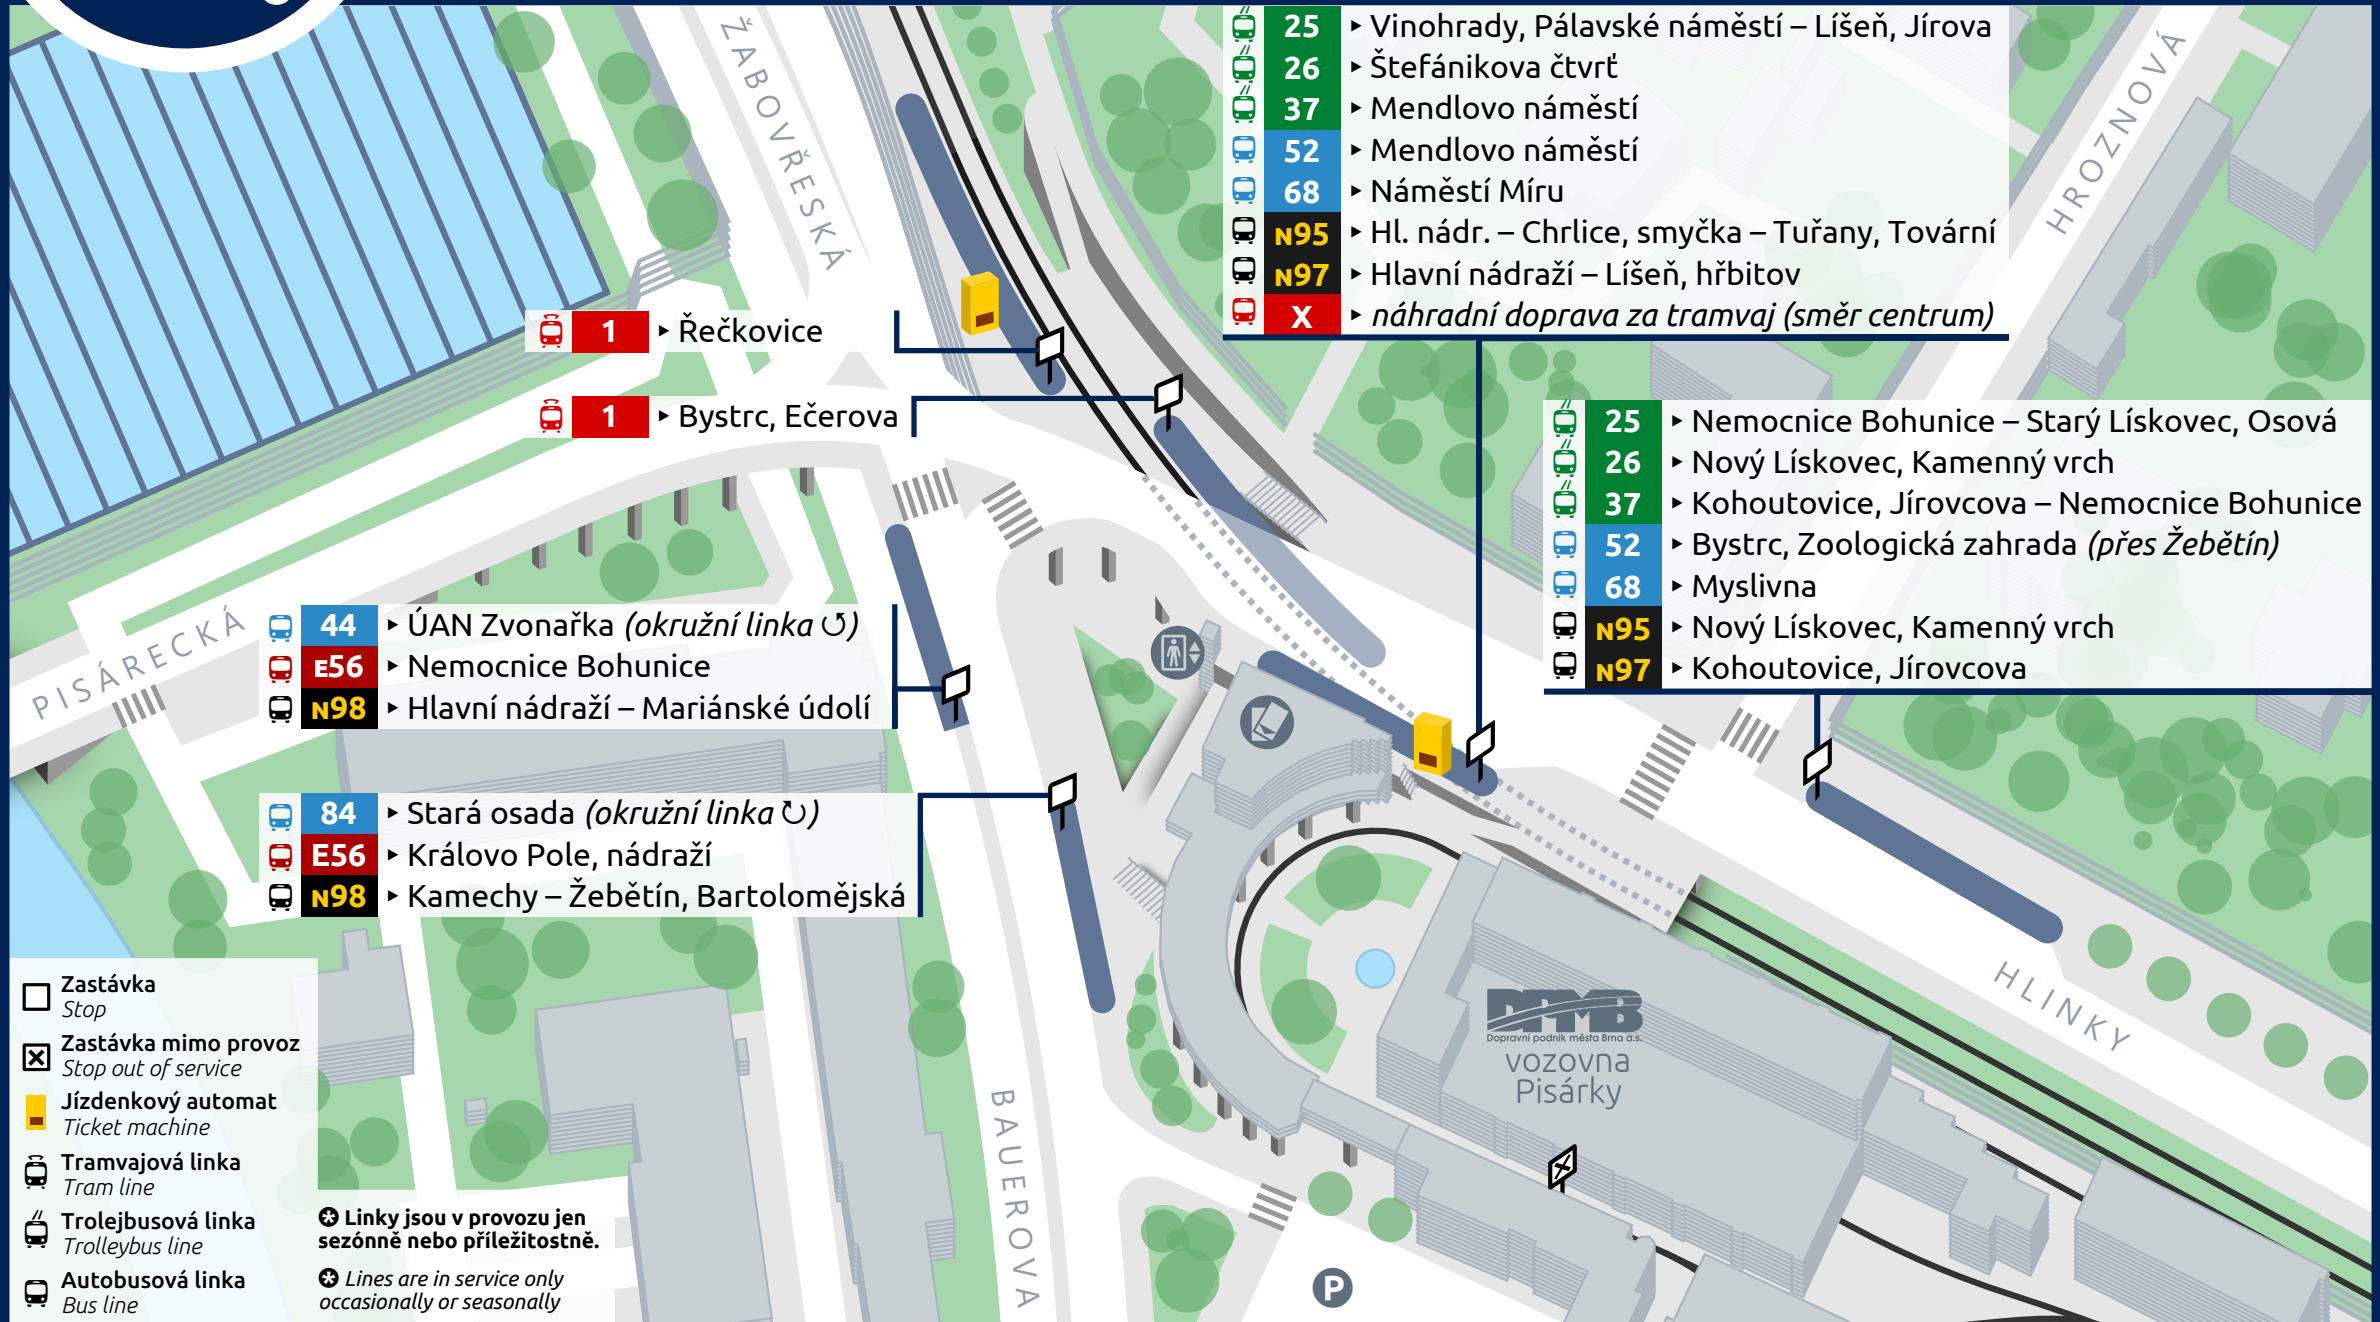 ŽABOVŘESKÁ
25 ▸ Vinohrady, Pálavské náměstí – Líšeň, Jírova
26 ▸ Štefánikova čtvrť
37 ▸ Mendlovo náměstí
52 ▸ Mendlovo náměstí
68 ▸ Náměstí Míru
N95 ▸ Hl. nádr. – Chrlice, smyčka – Tuřany, Tovární
N97 ▸ Hlavní nádraží – Líšeň, hřbitov
X ▸ náhradní doprava za tramvaj (směr centrum)
HROZNOVÁ
1 ▸ Řečkovice
1 ▸ Bystrc, Ečerova
25 ▸ Nemocnice Bohunice – Starý Lískovec, Osová
26 ▸ Nový Lískovec, Kamenný vrch
37 ▸ Kohoutovice, Jírovcova – Nemocnice Bohunice
52 ▸ Bystrc, Zoologická zahrada (přes Žebětín)
68 ▸ Myslivna
N95 ▸ Nový Lískovec, Kamenný vrch
N97 ▸ Kohoutovice, Jírovcova
PISÁRECKÁ
44 ▸ ÚAN Zvonařka (okružní linka ↺)
E56 ▸ Nemocnice Bohunice
N98 ▸ Hlavní nádraží – Mariánské údolí
84 ▸ Stará osada (okružní linka ↻)
E56 ▸ Královo Pole, nádraží
N98 ▸ Kamechy – Žebětín, Bartolomějská
HLINKY
DPMB
Dopravní podnik města Brna a.s.
vozovna
Pisárky
BAUEROVA
P
Zastávka
Stop
Zastávka mimo provoz
Stop out of service
Jízdenkový automat
Ticket machine
Tramvajová linka
Tram line
Trolejbusová linka
Trolleybus line
Autobusová linka
Bus line
✪ Linky jsou v provozu jen
sezónně nebo příležitostně.
✪ Lines are in service only
occasionally or seasonally